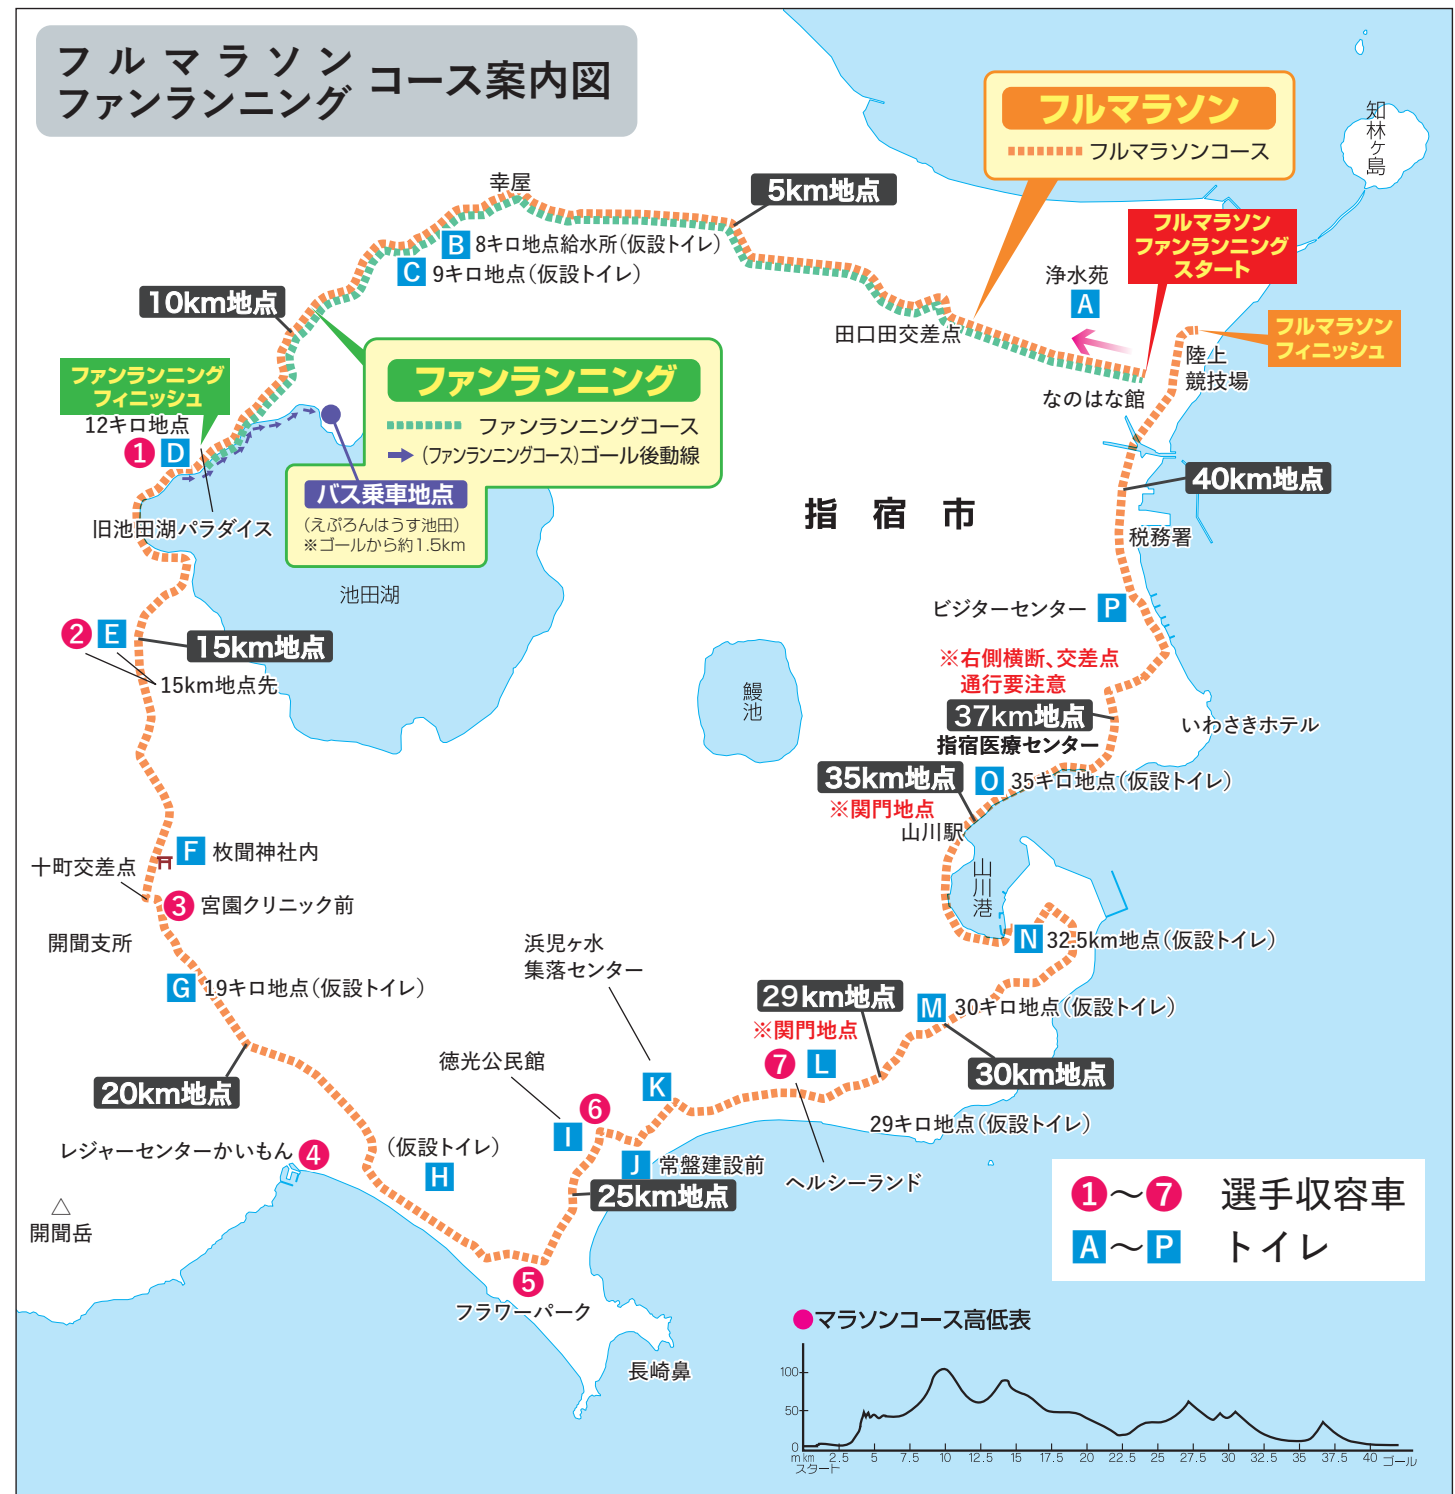 フルマラソン
ファンランニング
コース案内図
フルマラソン
フルマラソンコース
知林ヶ島
幸屋
5km地点
B 8キロ地点給水所(仮設トイレ)
C 9キロ地点(仮設トイレ)
フルマラソン
ファンランニング
スタート
浄水苑
A
10km地点
田口田交差点
フルマラソン
フィニッシュ
陸上
競技場
なのはな館
ファンランニング
フィニッシュ
12キロ地点
1 D
ファンランニング
ファンランニングコース
(ファンランニングコース)ゴール後動線
バス乗車地点
(えぷろんはうす池田)
※ゴールから約1.5km
旧池田湖パラダイス
40km地点
指宿市
税務署
池田湖
ビジターセンター P
2 E
15km地点
15km地点先
※右側横断、交差点
通行要注意
37km地点
指宿医療センター
鰻池
いわさきホテル
35km地点
※関門地点
O 35キロ地点(仮設トイレ)
山川駅
山川港
F 枚聞神社内
十町交差点
3 宮園クリニック前
開聞支所
G 19キロ地点(仮設トイレ)
浜児ヶ水
集落センター
N 32.5km地点(仮設トイレ)
29km地点
※関門地点
7 L
M 30キロ地点(仮設トイレ)
30km地点
20km地点
徳光公民館
K
6
I
29キロ地点(仮設トイレ)
レジャーセンターかいもん 4
(仮設トイレ)
H
J 常盤建設前
ヘルシーランド
25km地点
△
開聞岳
1～7 選手収容車
A～P トイレ
5
フラワーパーク
長崎鼻
●マラソンコース高低表
100
50
0
m km 2.5 5 7.5 10 12.5 15 17.5 20 22.5 25 27.5 30 32.5 35 37.5 40 ゴール
スタート